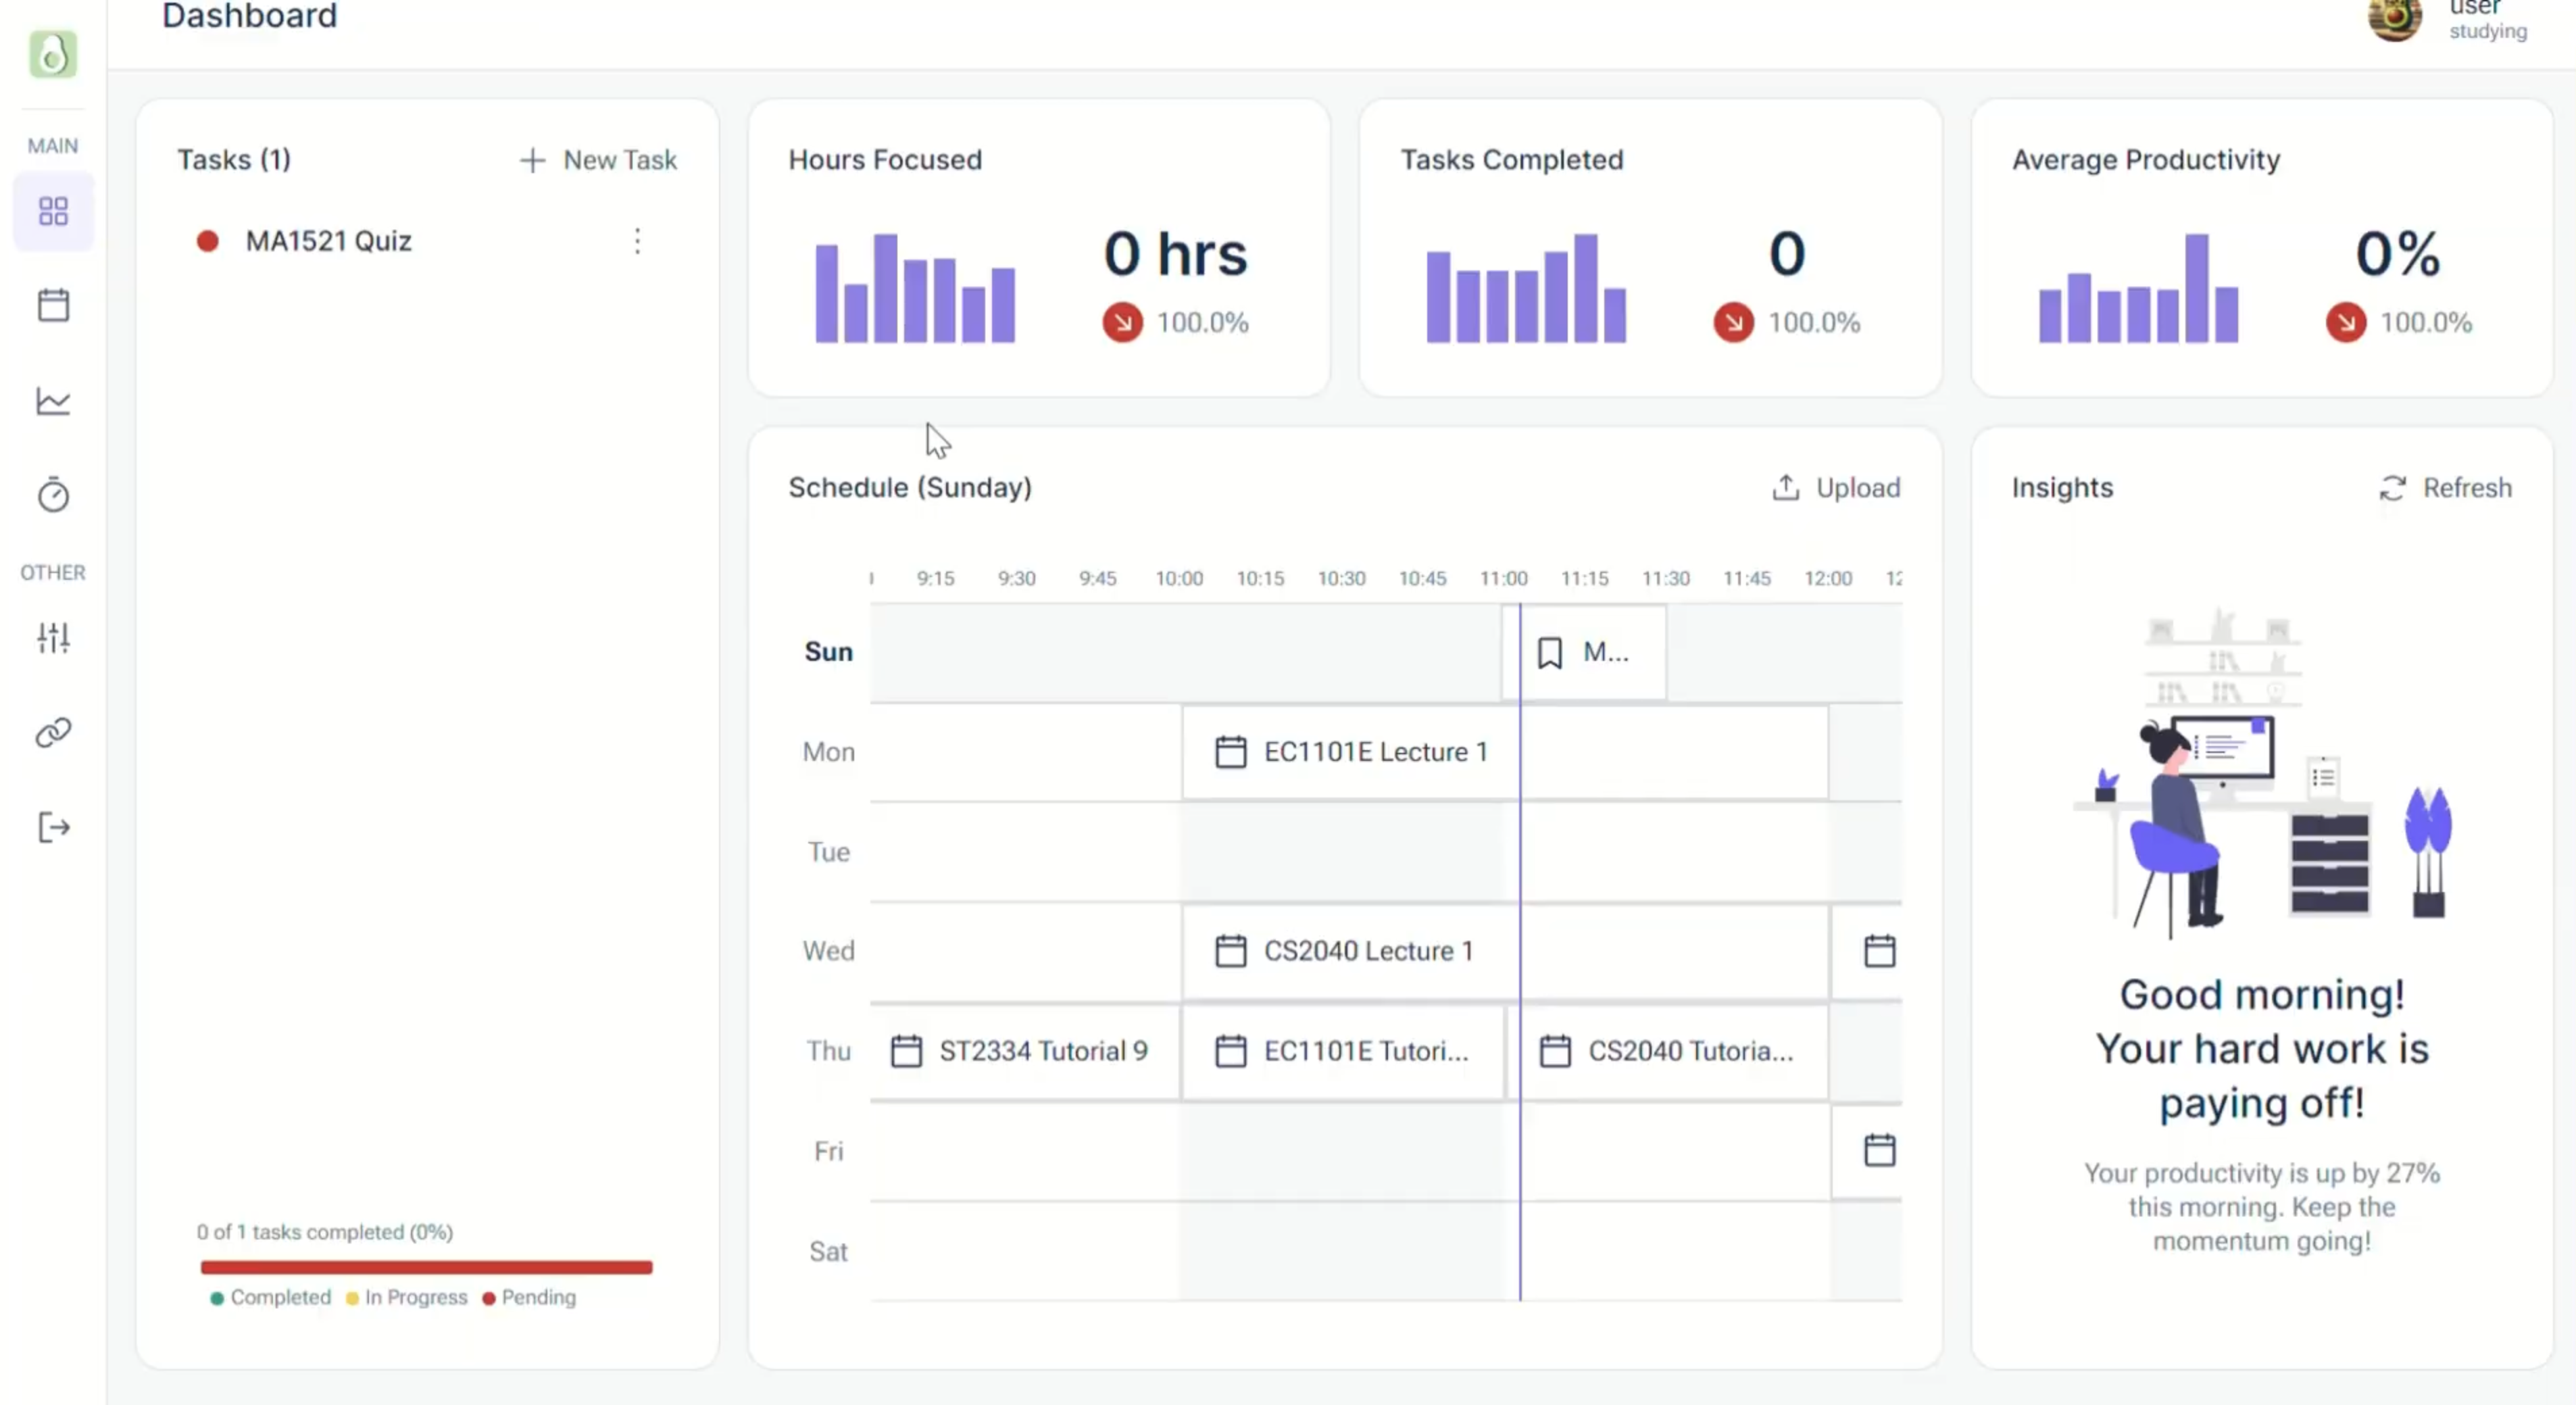 Dashboard
user
studying
MAIN
OTHER
Tasks (1)
New Task
MA1521 Quiz
0 of 1 tasks completed (0%)
Completed In Progress Pending
Hours Focused
0 hrs
100.0%
Tasks Completed
0
100.0%
Average Productivity
0%
100.0%
Schedule (Sunday)
Upload
9:15 9:30 9:45 10:00 10:15 10:30 10:45 11:00 11:15 11:30 11:45 12:00
Sun M...
Mon EC1101E Lecture 1
Tue
Wed CS2040 Lecture 1
Thu ST2334 Tutorial 9 EC1101E Tutori... CS2040 Tutoria...
Fri
Sat
Insights
Refresh
Good morning!
Your hard work is
paying off!
Your productivity is up by 27%
this morning. Keep the
momentum going!